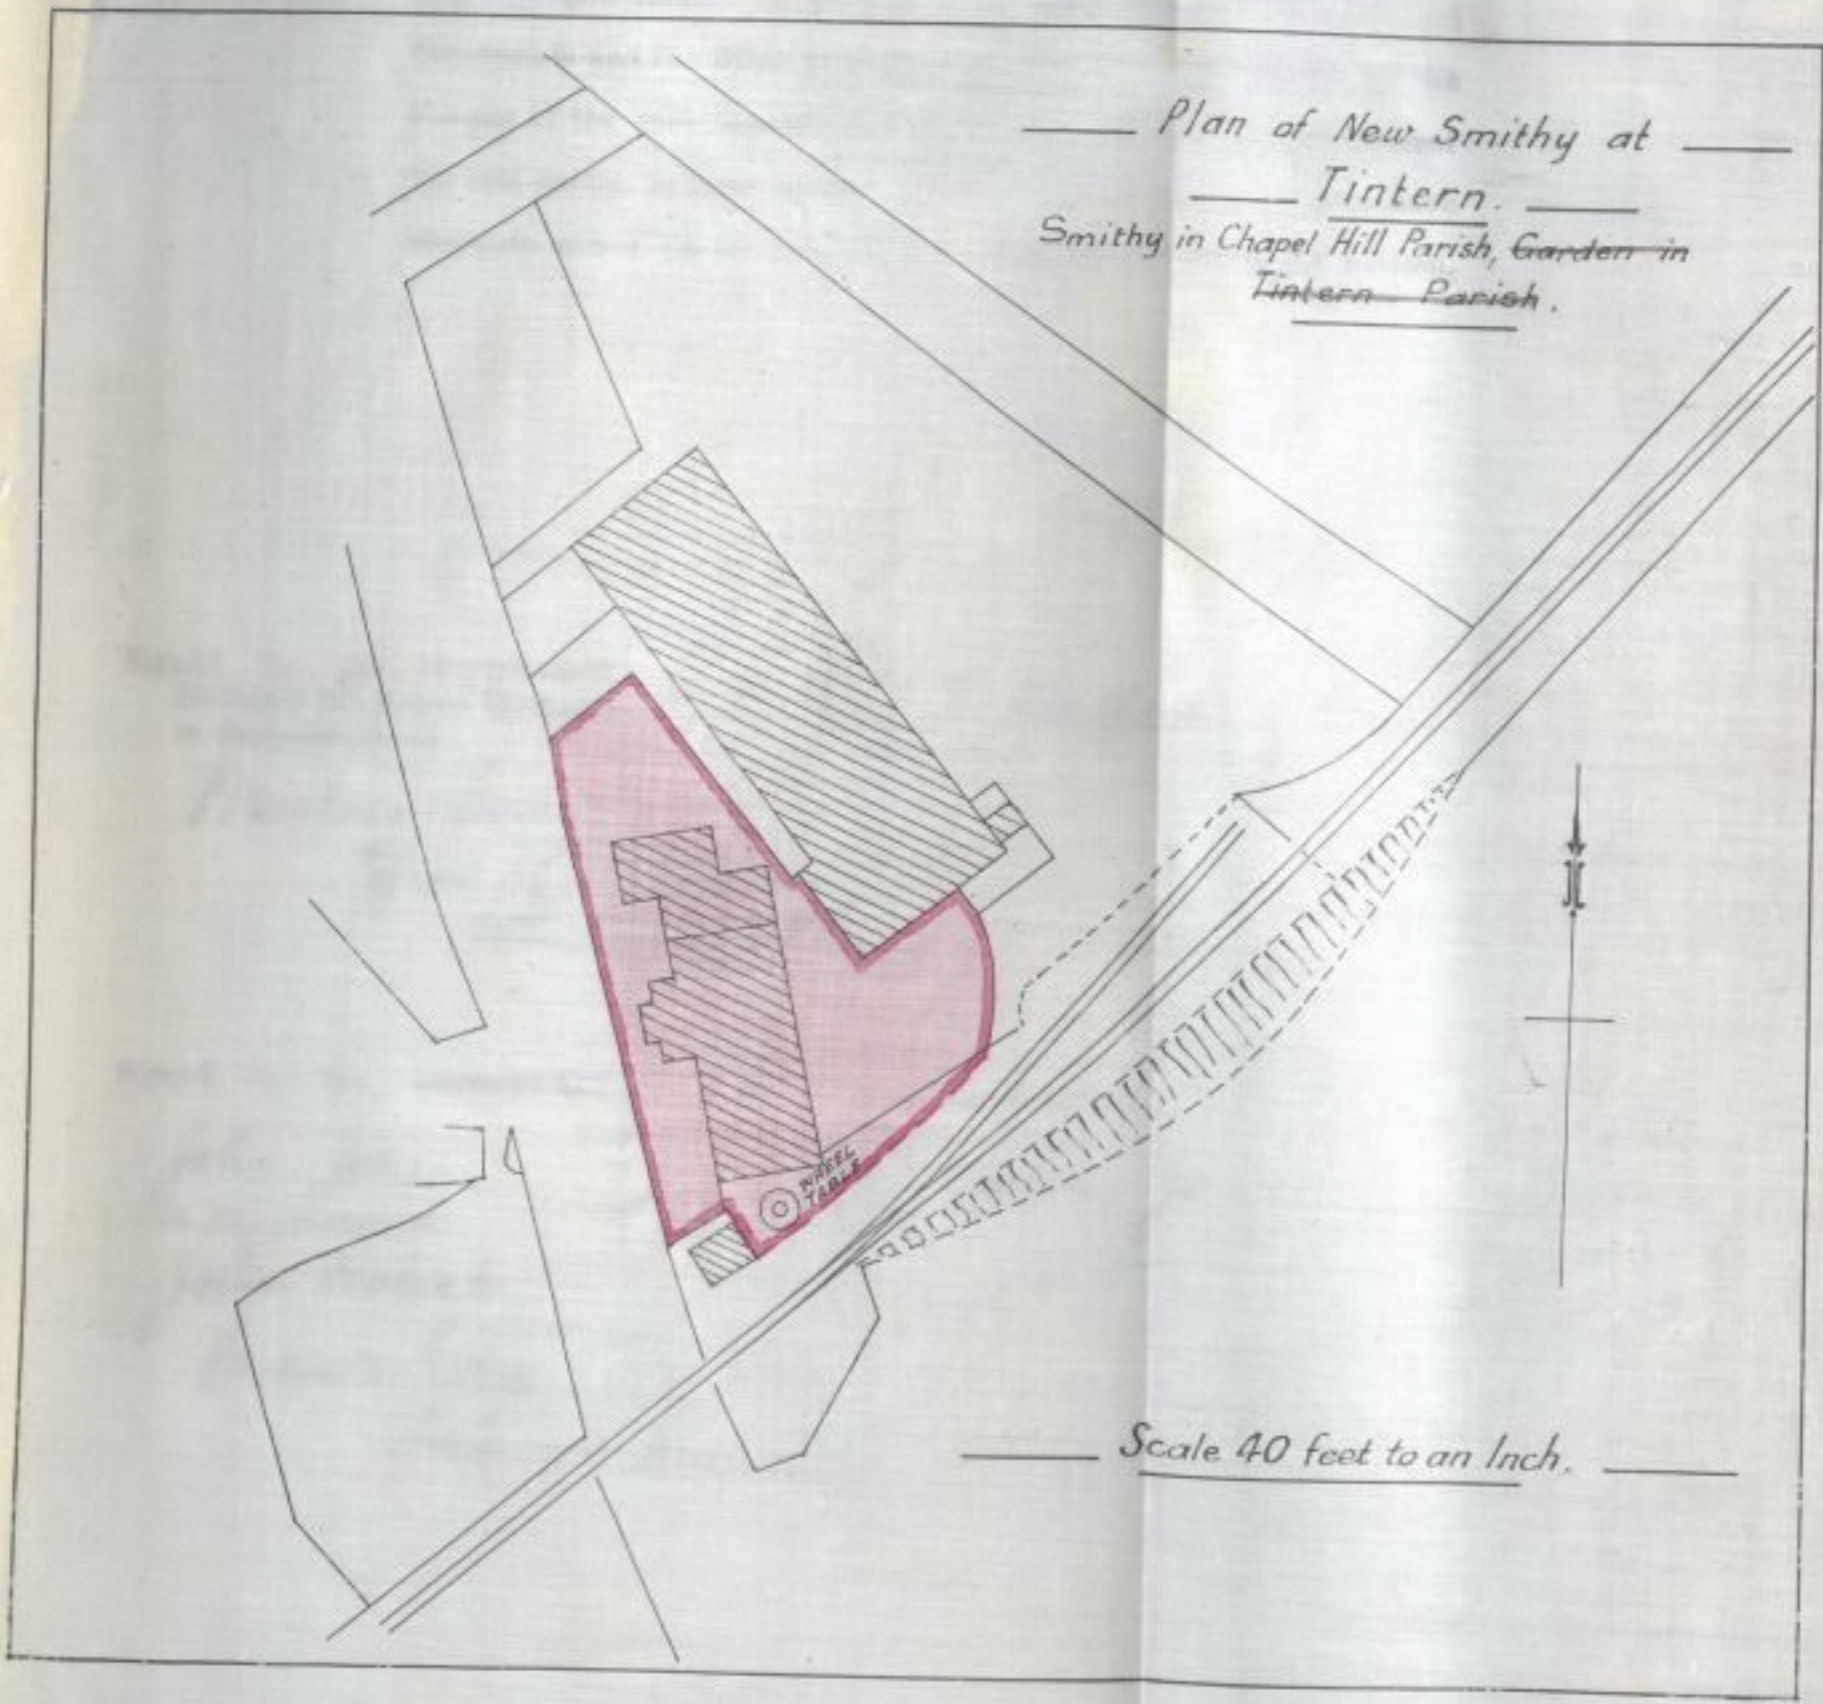 Plan of New Smithy at
Tintern.
Smithy in Chapel Hill Parish, Garden in
Tintern Parish.
WHEEL
TABLE
N
Scale 40 feet to an Inch.